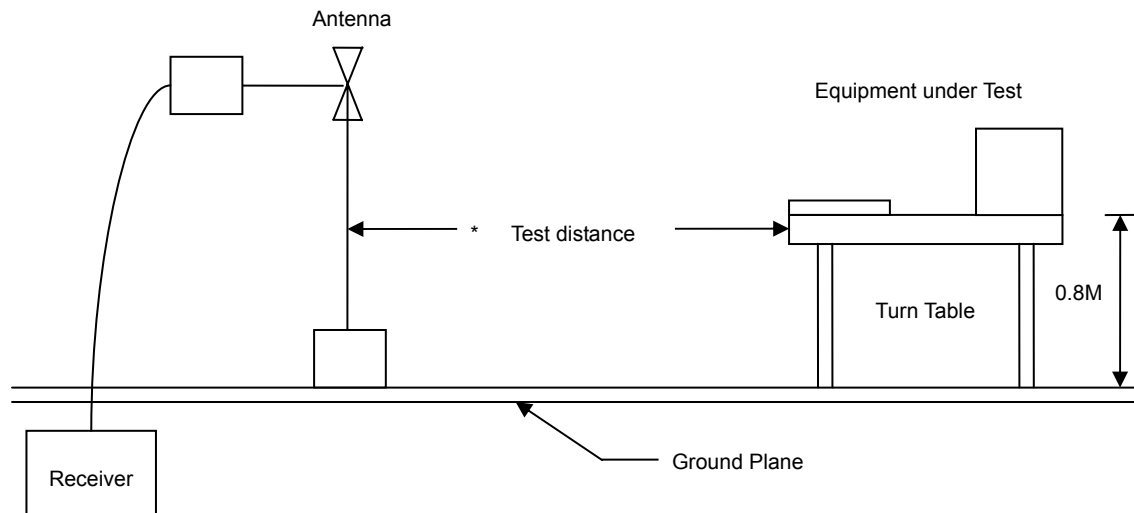 Antenna
Equipment under Test
* Test distance
0.8M
Turn Table
Ground Plane
Receiver